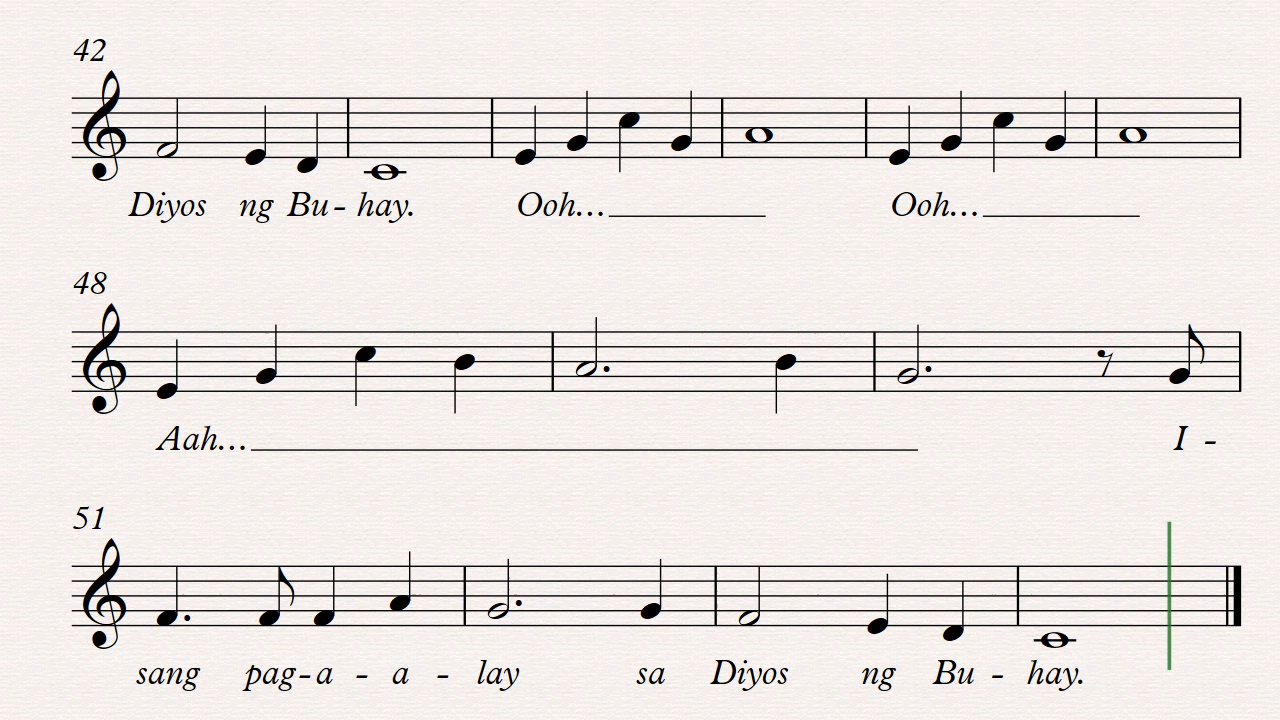 42
Diyos ng Bu - hay. Ooh... Ooh...
48
Aah... I -
51
sang pag - a - a - lay sa Diyos ng Bu - hay.